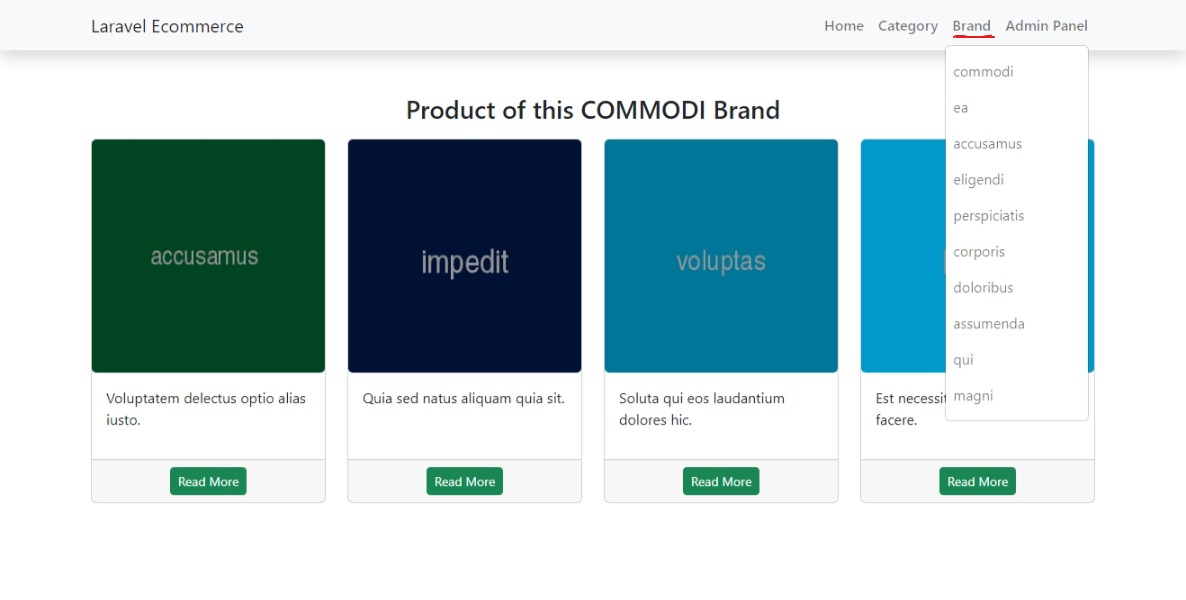 Laravel Ecommerce
Home Category Brand Admin Panel
commodi
ea
accusamus
eligendi
perspiciatis
corporis
doloribus
assumenda
qui
magni
Product of this COMMODI Brand
accusamus
impedit
voluptas
Voluptatem delectus optio alias
iusto.
Read More
Quia sed natus aliquam quia sit.
Read More
Soluta qui eos laudantium
dolores hic.
Read More
Est
facere.
Read More